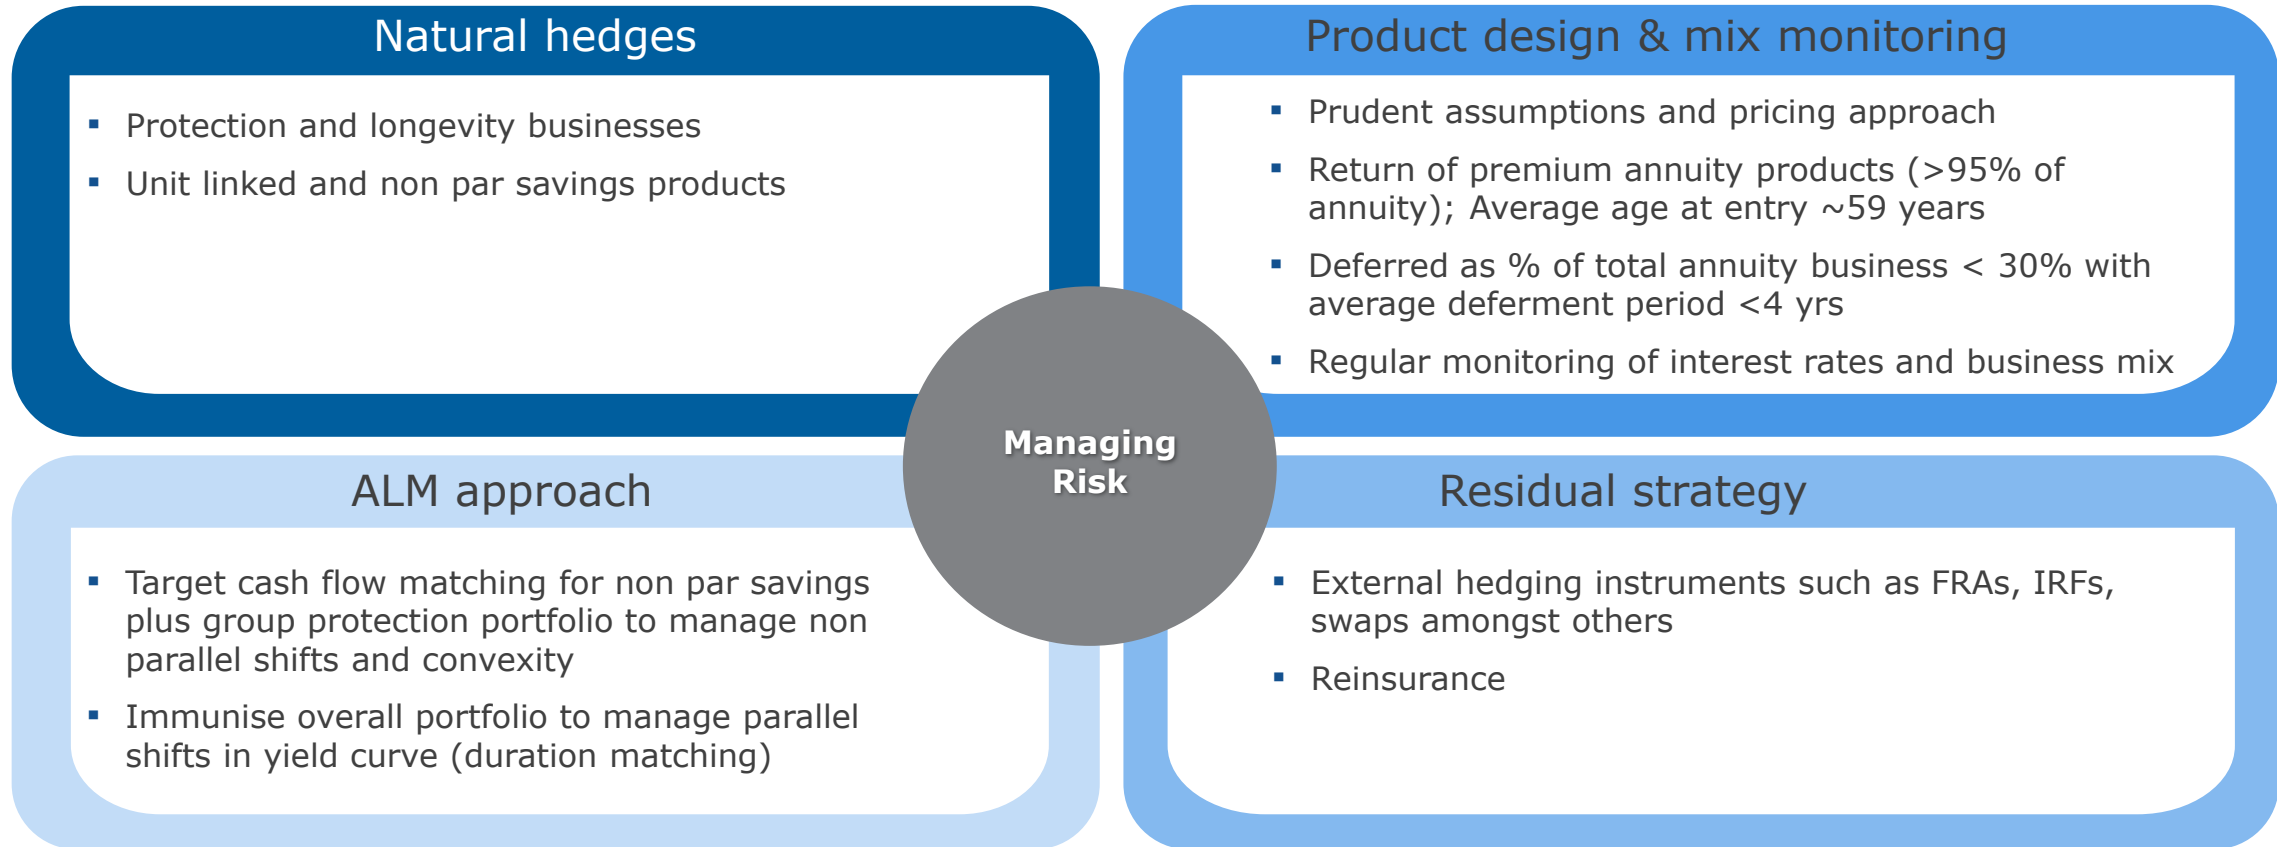 Natural hedges
▪ Protection and longevity businesses
▪ Unit linked and non par savings products
Product design & mix monitoring
▪ Prudent assumptions and pricing approach
▪ Return of premium annuity products (>95% of
annuity); Average age at entry ~59 years
▪ Deferred as % of total annuity business < 30% with
average deferment period <4 yrs
▪ Regular monitoring of interest rates and business mix
Managing
Risk
ALM approach
▪ Target cash flow matching for non par savings
plus group protection portfolio to manage non
parallel shifts and convexity
▪ Immunise overall portfolio to manage parallel
shifts in yield curve (duration matching)
Residual strategy
▪ External hedging instruments such as FRAs, IRFs,
swaps amongst others
▪ Reinsurance